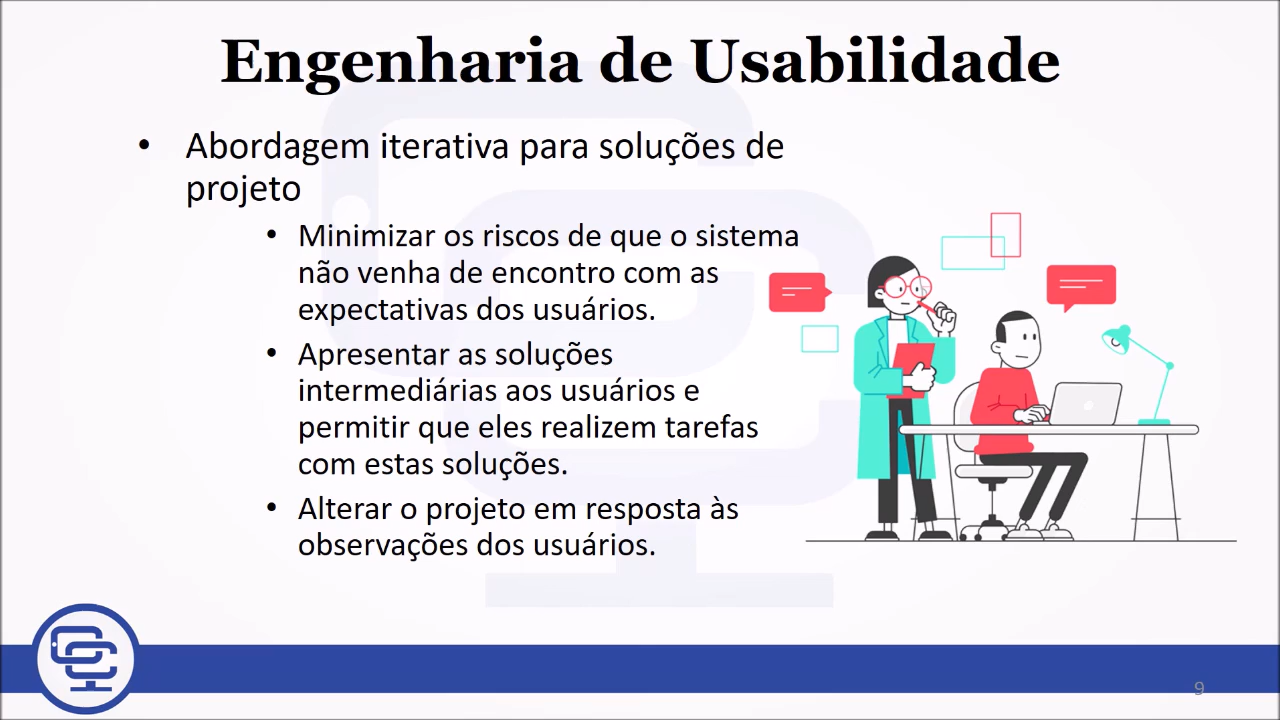 Engenharia de Usabilidade
• Abordagem iterativa para soluções de
projeto
• Minimizar os riscos de que o sistema
não venha de encontro com as
expectativas dos usuários.
• Apresentar as soluções
intermediárias aos usuários e
permitir que eles realizem tarefas
com estas soluções.
• Alterar o projeto em resposta às
observações dos usuários.
9